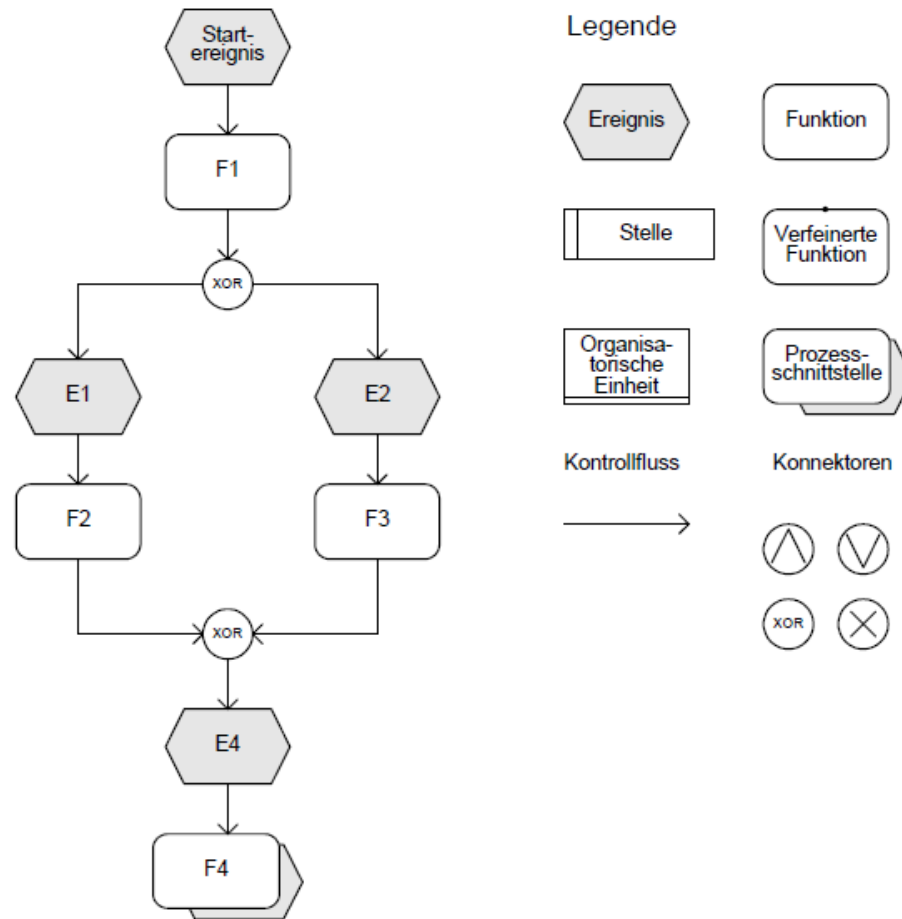 Start-
ereignis
F1
XOR
E1
E2
F2
F3
XOR
E4
F4
Legende
Ereignis
Funktion
Stelle
Verfeinerte
Funktion
Organisa-
torische
Einheit
Prozess-
schnittstelle
Kontrollfluss
Konnektoren
XOR